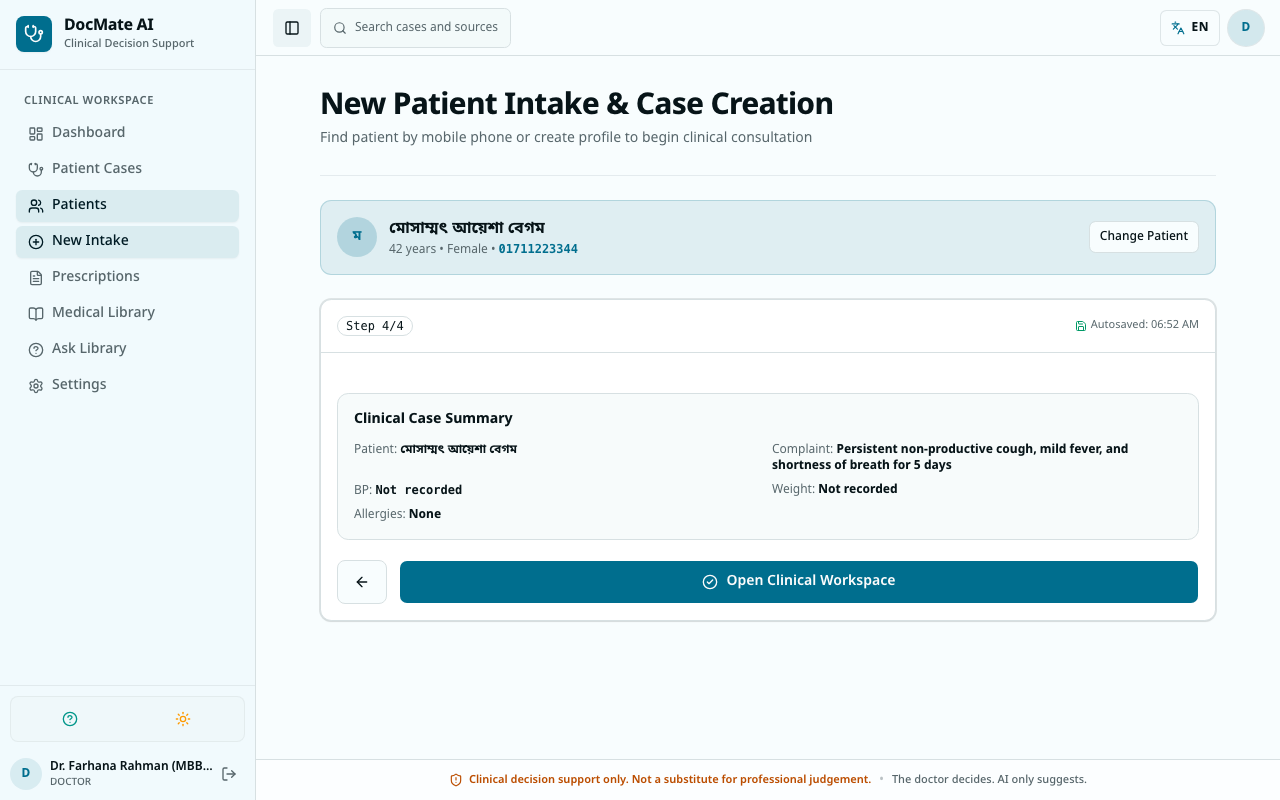 DocMate AI
Clinical Decision Support
CLINICAL WORKSPACE
Dashboard
Patient Cases
Patients
New Intake
Prescriptions
Medical Library
Ask Library
Settings
D
Dr. Farhana Rahman (MBB...
DOCTOR
Search cases and sources
EN
D
New Patient Intake & Case Creation
Find patient by mobile phone or create profile to begin clinical consultation
ম
মোসাম্মৎ আয়েশা বেগম
42 years • Female • 01711223344
Change Patient
Step 4/4
Autosaved: 06:52 AM
Clinical Case Summary
Patient: মোসাম্মৎ আয়েশা বেগম
Complaint: Persistent non-productive cough, mild fever, and
shortness of breath for 5 days
BP: Not recorded
Weight: Not recorded
Allergies: None
Open Clinical Workspace
Clinical decision support only. Not a substitute for professional judgement. • The doctor decides. AI only suggests.